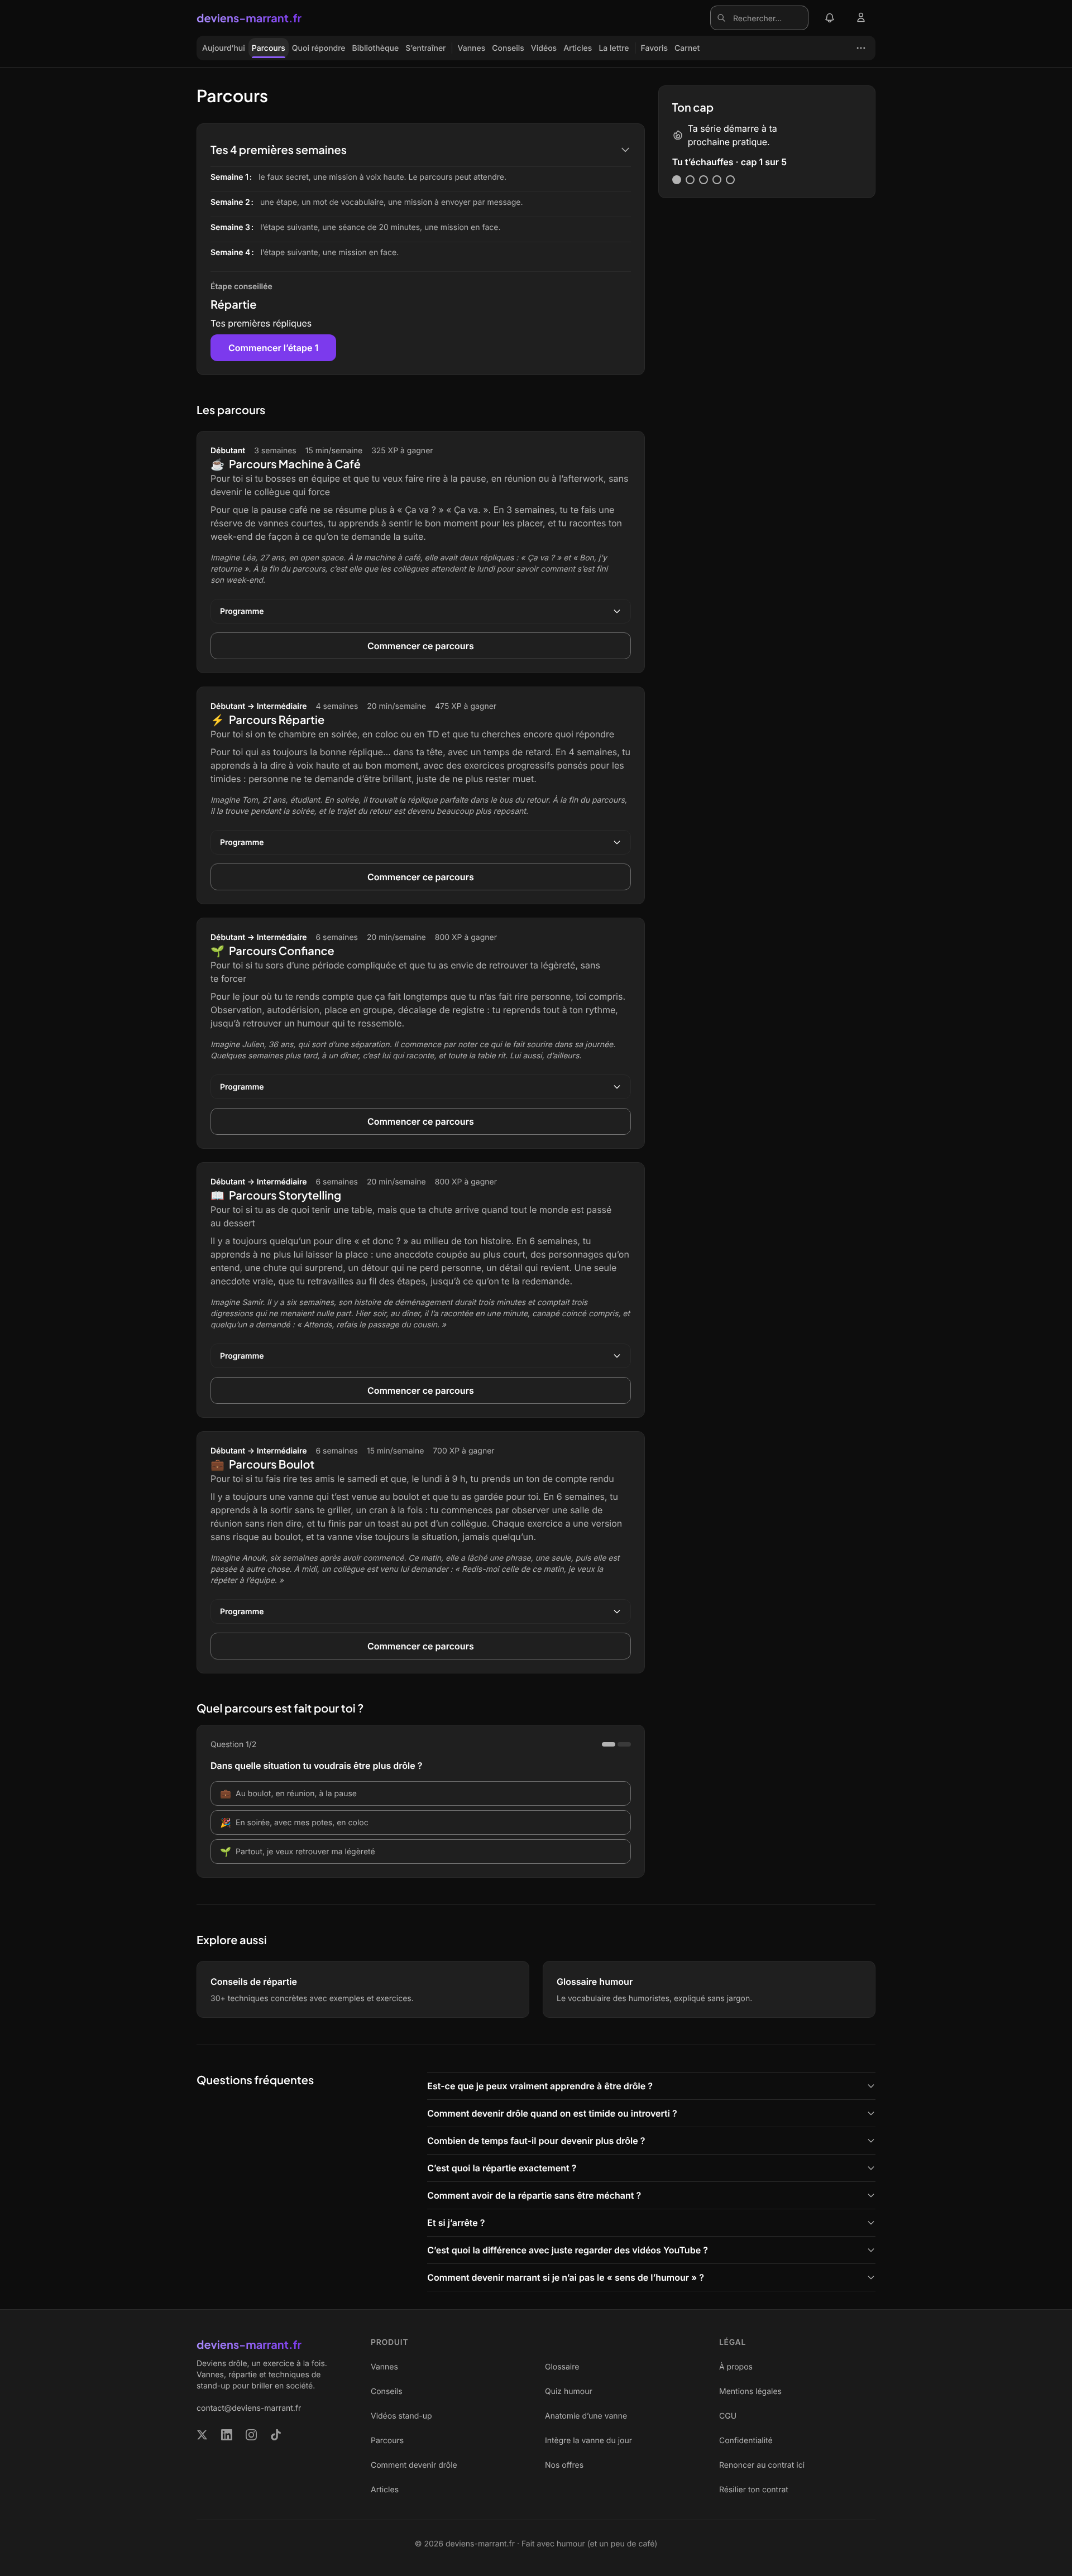 deviens-marrant.fr
Rechercher...
Aujourd'hui Parcours Quoi répondre Bibliothèque S'entraîner Vannes Conseils Vidéos Articles La lettre Favoris Carnet
Parcours
Tes 4 premières semaines
Semaine 1 : le faux secret, une mission à voix haute. Le parcours peut attendre.
Semaine 2 : une étape, un mot de vocabulaire, une mission à envoyer par message.
Semaine 3 : l'étape suivante, une séance de 20 minutes, une mission en face.
Semaine 4 : l'étape suivante, une mission en face.
Étape conseillée
Répartie
Tes premières répliques
Commencer l'étape 1
Ton cap
Ta série démarre à ta
prochaine pratique.
Tu t'échauffes · cap 1 sur 5
Les parcours
Débutant 3 semaines 15 min/semaine 325 XP à gagner
☕ Parcours Machine à Café
Pour toi si tu bosses en équipe et que tu veux faire rire à la pause, en réunion ou à l'afterwork, sans
devenir le collègue qui force
Pour que la pause café ne se résume plus à « Ça va ? » « Ça va. ». En 3 semaines, tu te fais une
réserve de vannes courtes, tu apprends à sentir le bon moment pour les placer, et tu racontes ton
week-end de façon à ce qu'on te demande la suite.
Imagine Léa, 27 ans, en open space. À la machine à café, elle avait deux répliques : « Ça va ? » et « Bon, j'y
retourne ». À la fin du parcours, c'est elle que les collègues attendent le lundi pour savoir comment s'est fini
son week-end.
Programme
Commencer ce parcours
Débutant → Intermédiaire 4 semaines 20 min/semaine 475 XP à gagner
⚡ Parcours Répartie
Pour toi si on te chambre en soirée, en coloc ou en TD et que tu cherches encore quoi répondre
Pour toi qui as toujours la bonne réplique... dans ta tête, avec un temps de retard. En 4 semaines, tu
apprends à la dire à voix haute et au bon moment, avec des exercices progressifs pensés pour les
timides : personne ne te demande d'être brillant, juste de ne plus rester muet.
Imagine Tom, 21 ans, étudiant. En soirée, il trouvait la réplique parfaite dans le bus du retour. À la fin du parcours,
il la trouve pendant la soirée, et le trajet du retour est devenu beaucoup plus reposant.
Programme
Commencer ce parcours
Débutant → Intermédiaire 6 semaines 20 min/semaine 800 XP à gagner
🌱 Parcours Confiance
Pour toi si tu sors d'une période compliquée et que tu as envie de retrouver ta légèreté, sans
te forcer
Pour le jour où tu te rends compte que ça fait longtemps que tu n'as fait rire personne, toi compris.
Observation, autodérision, place en groupe, décalage de registre : tu reprends tout à ton rythme,
jusqu'à retrouver un humour qui te ressemble.
Imagine Julien, 36 ans, qui sort d'une séparation. Il commence par noter ce qui le fait sourire dans sa journée.
Quelques semaines plus tard, à un dîner, c'est lui qui raconte, et toute la table rit. Lui aussi, d'ailleurs.
Programme
Commencer ce parcours
Débutant → Intermédiaire 6 semaines 20 min/semaine 800 XP à gagner
📖 Parcours Storytelling
Pour toi si tu as de quoi tenir une table, mais que ta chute arrive quand tout le monde est passé
au dessert
Il y a toujours quelqu'un pour dire « et donc ? » au milieu de ton histoire. En 6 semaines, tu
apprends à ne plus lui laisser la place : une anecdote coupée au plus court, des personnages qu'on
entend, une chute qui surprend, un détour qui ne perd personne, un détail qui revient. Une seule
anecdote vraie, que tu retravailles au fil des étapes, jusqu'à ce qu'on te la redemande.
Imagine Samir. Il y a six semaines, son histoire de déménagement durait trois minutes et comptait trois
digressions qui ne menaient nulle part. Hier soir, au dîner, il l'a racontée en une minute, canapé coincé compris, et
quelqu'un a demandé : « Attends, refais le passage du cousin. »
Programme
Commencer ce parcours
Débutant → Intermédiaire 6 semaines 15 min/semaine 700 XP à gagner
💼 Parcours Boulot
Pour toi si tu fais rire tes amis le samedi et que, le lundi à 9 h, tu prends un ton de compte rendu
Il y a toujours une vanne qui t'est venue au boulot et que tu as gardée pour toi. En 6 semaines, tu
apprends à la sortir sans te griller, un cran à la fois : tu commences par observer une salle de
réunion sans rien dire, et tu finis par un toast au pot d'un collègue. Chaque exercice a une version
sans risque au boulot, et ta vanne vise toujours la situation, jamais quelqu'un.
Imagine Anouk, six semaines après avoir commencé. Ce matin, elle a lâché une phrase, une seule, puis elle est
passée à autre chose. À midi, un collègue est venu lui demander : « Redis-moi celle de ce matin, je veux la
répéter à l'équipe. »
Programme
Commencer ce parcours
Quel parcours est fait pour toi ?
Question 1/2
Dans quelle situation tu voudrais être plus drôle ?
💼 Au boulot, en réunion, à la pause
🎉 En soirée, avec mes potes, en coloc
🌱 Partout, je veux retrouver ma légèreté
Explore aussi
Conseils de répartie
30+ techniques concrètes avec exemples et exercices.
Glossaire humour
Le vocabulaire des humoristes, expliqué sans jargon.
Questions fréquentes
Est-ce que je peux vraiment apprendre à être drôle ?
Comment devenir drôle quand on est timide ou introverti ?
Combien de temps faut-il pour devenir plus drôle ?
C'est quoi la répartie exactement ?
Comment avoir de la répartie sans être méchant ?
Et si j'arrête ?
C'est quoi la différence avec juste regarder des vidéos YouTube ?
Comment devenir marrant si je n'ai pas le « sens de l'humour » ?
deviens-marrant.fr
Deviens drôle, un exercice à la fois.
Vannes, répartie et techniques de
stand-up pour briller en société.
contact@deviens-marrant.fr
PRODUIT
Vannes
Conseils
Vidéos stand-up
Parcours
Comment devenir drôle
Articles
Glossaire
Quiz humour
Anatomie d'une vanne
Intègre la vanne du jour
Nos offres
LÉGAL
À propos
Mentions légales
CGU
Confidentialité
Renoncer au contrat ici
Résilier ton contrat
© 2026 deviens-marrant.fr · Fait avec humour (et un peu de café)